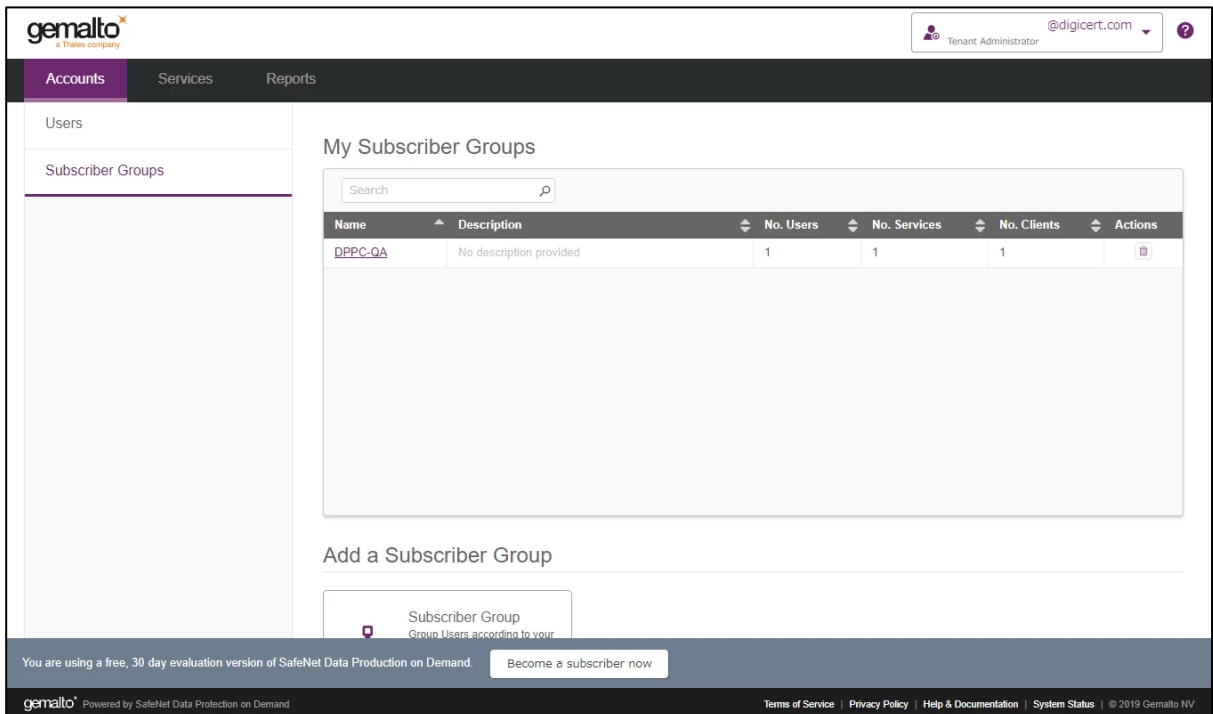 gemalto
a Thales company
@digicert.com
Tenant Administrator
?
Accounts Services Reports
Users
Subscriber Groups
My Subscriber Groups
Search
Name Description No. Users No. Services No. Clients Actions
DPPC-QA No description provided 1 1 1
Add a Subscriber Group
Subscriber Group
Group Users according to your
You are using a free, 30 day evaluation version of SafeNet Data Production on Demand. Become a subscriber now
gemalto Powered by SafeNet Data Protection on Demand Terms of Service | Privacy Policy | Help & Documentation | System Status | © 2019 Gemalto NV